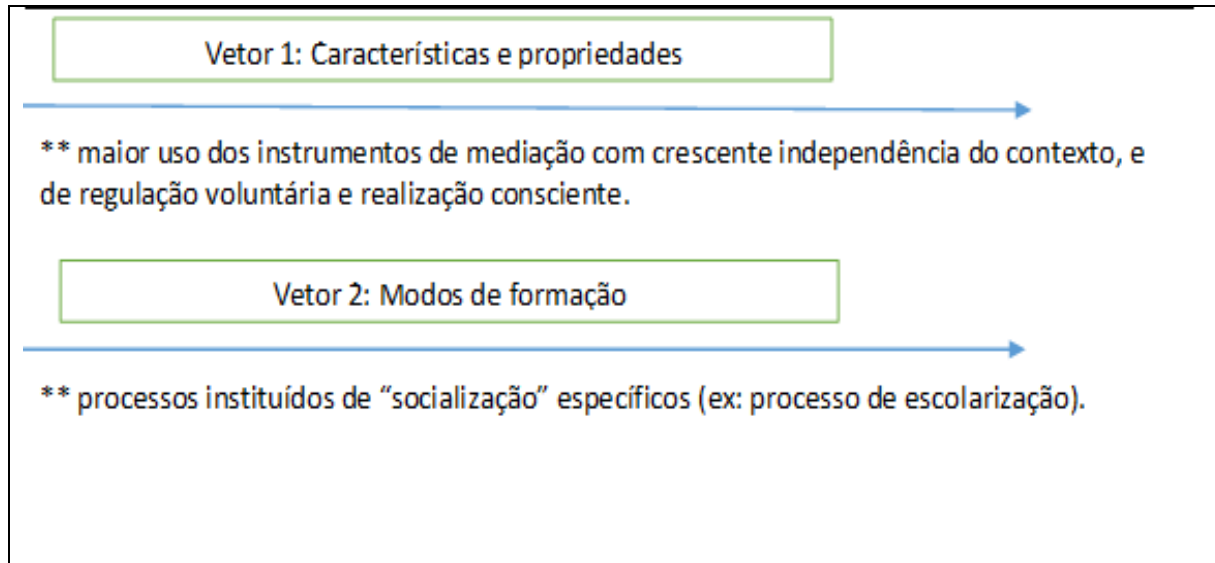 Vetor 1: Características e propriedades
** maior uso dos instrumentos de mediação com crescente independência do contexto, e
de regulação voluntária e realização consciente.
Vetor 2: Modos de formação
** processos instituídos de “socialização” específicos (ex: processo de escolarização).